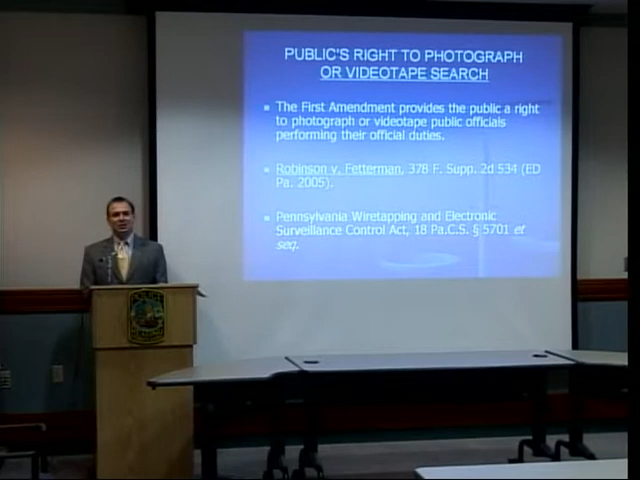 PUBLIC'S RIGHT TO PHOTOGRAPH
OR VIDEOTAPE SEARCH
The First Amendment provides the public a right
to photograph or videotape public officials
performing their official duties.
Robinson v. Fetterman, 378 F. Supp. 2d 534 (ED
Pa. 2005).
Pennsylvania Wiretapping and Electronic
Surveillance Control Act, 18 Pa.C.S. § 5701 et
seq.
POLICE